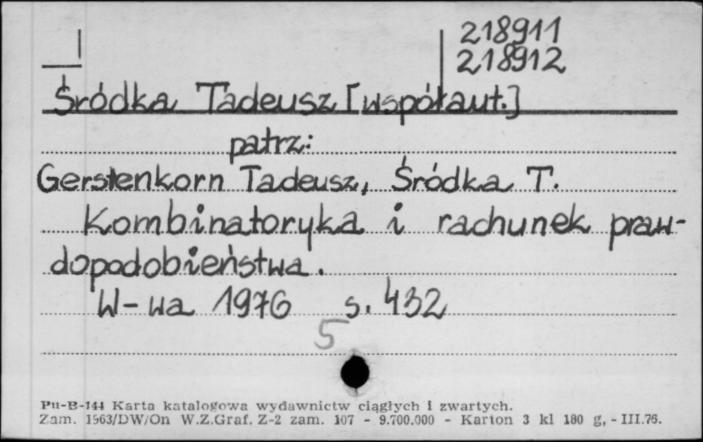 218911
218912
Śródka Tadeusz [współaut.]
patrz:
Gerstenkorn Tadeusz, Śródka T.
Kombinatoryka i rachunek praw-
dopodobieństwa.
W-wa 1976 s. 432
5
Pu-B-144 Karta katalogowa wydawnictw ciągłych i zwartych.
Zam. 1563/DW/On W.Z.Graf. Z-2 zam. 107 - 9.700.000 - Karton 3 kl 180 g, - III.76.